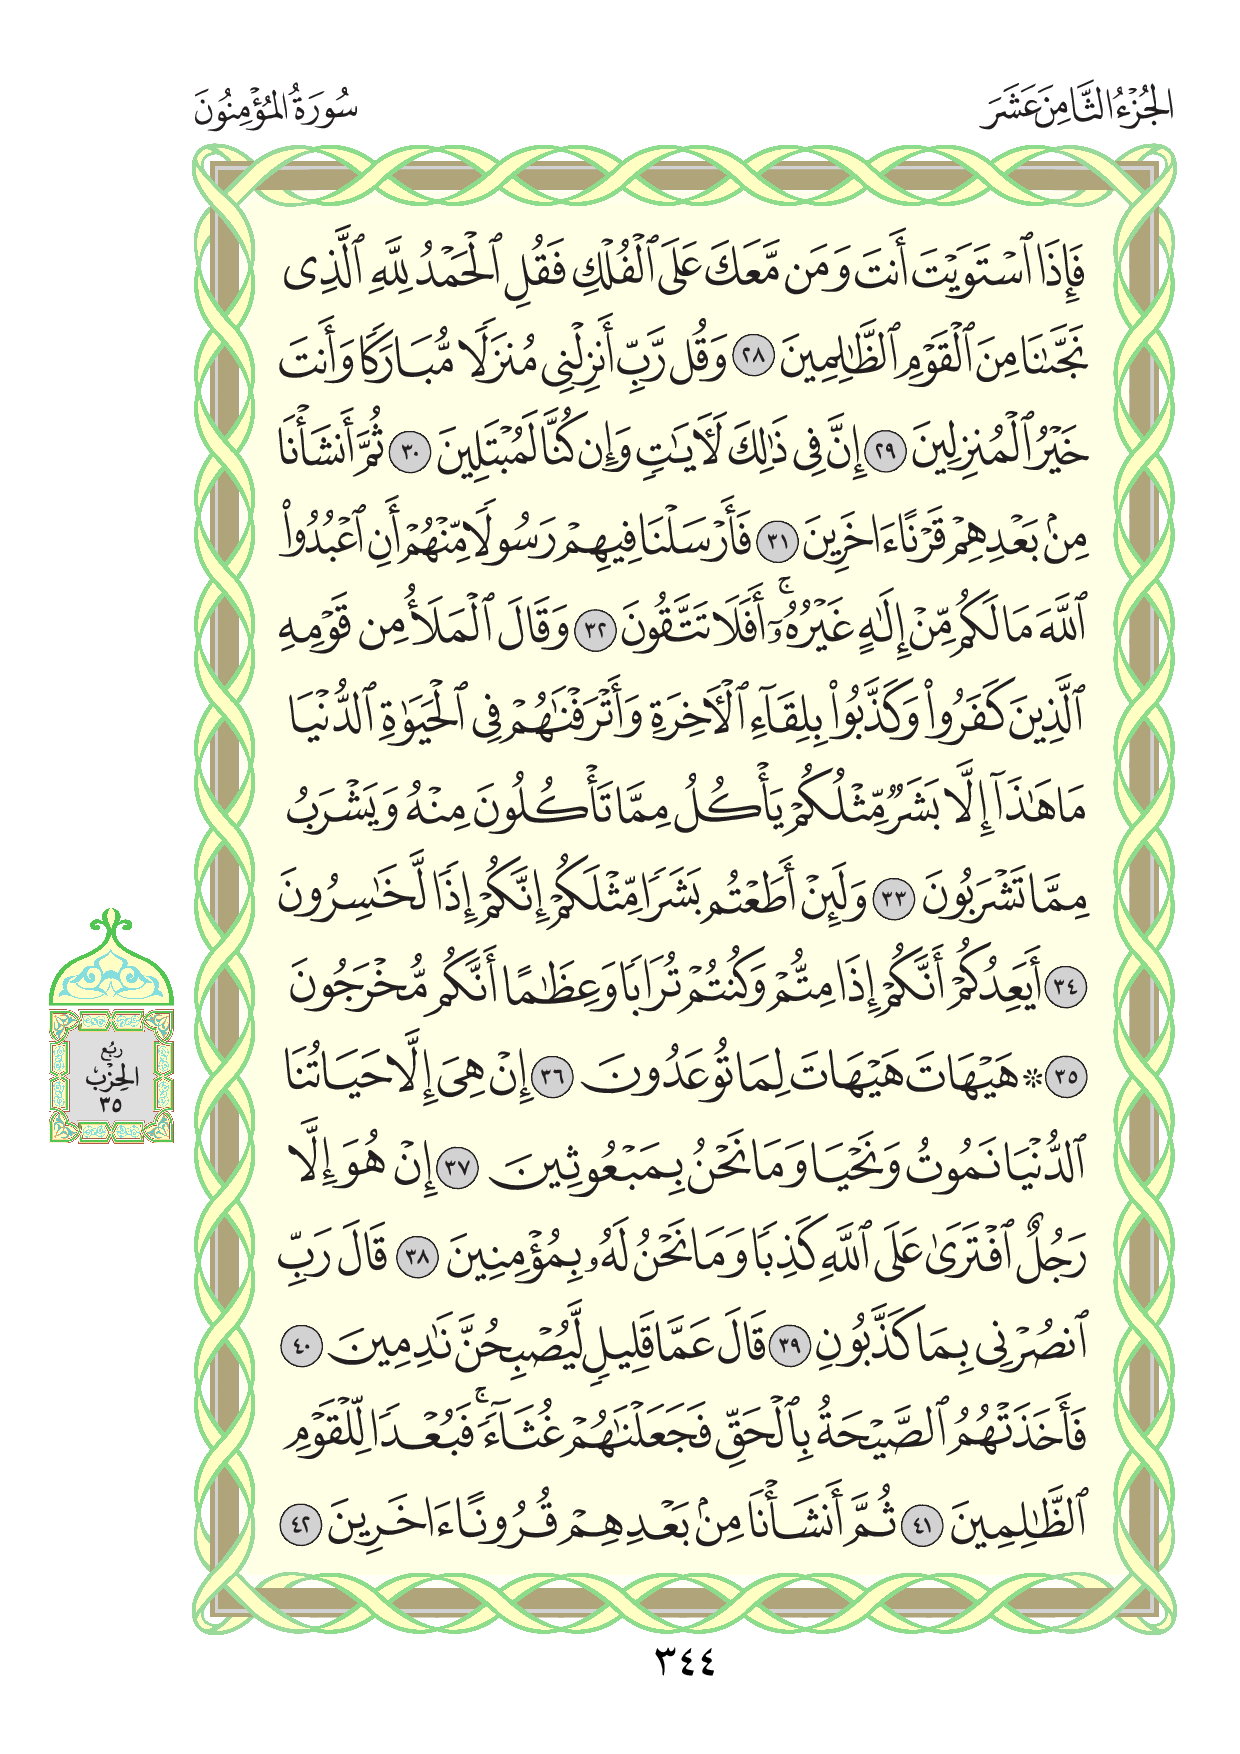 الجُزْءُ الثَّامِنَ عَشَرَ
سُورَةُ المُؤْمِنُونَ
فَإِذَا ٱسْتَوَيْتَ أَنتَ وَمَن مَّعَكَ عَلَى ٱلْفُلْكِ فَقُلِ ٱلْحَمْدُ لِلَّهِ ٱلَّذِى
نَجَّىٰنَا مِنَ ٱلْقَوْمِ ٱلظَّٰلِمِينَ ٢٨ وَقُل رَّبِّ أَنزِلْنِى مُنزَلًا مُّبَارَكًا وَأَنتَ
خَيْرُ ٱلْمُنزِلِينَ ٢٩ إِنَّ فِى ذَٰلِكَ لَـَٔايَـٰتٍ وَإِن كُنَّا لَمُبْتَلِينَ ٣٠ ثُمَّ أَنشَأْنَا
مِنۢ بَعْدِهِمْ قَرْنًا ءَاخَرِينَ ٣١ فَأَرْسَلْنَا فِيهِمْ رَسُولًا مِّنْهُمْ أَنِ ٱعْبُدُوا۟
ٱللَّهَ مَا لَكُم مِّنْ إِلَـٰهٍ غَيْرُهُۥٓ ۚ أَفَلَا تَتَّقُونَ ٣٢ وَقَالَ ٱلْمَلَأُ مِن قَوْمِهِ
ٱلَّذِينَ كَفَرُوا۟ وَكَذَّبُوا۟ بِلِقَآءِ ٱلْـَٔاخِرَةِ وَأَتْرَفْنَـٰهُمْ فِى ٱلْحَيَوٰةِ ٱلدُّنْيَا
مَا هَـٰذَآ إِلَّا بَشَرٌ مِّثْلُكُمْ يَأْكُلُ مِمَّا تَأْكُلُونَ مِنْهُ وَيَشْرَبُ
مِمَّا تَشْرَبُونَ ٣٣ وَلَئِنْ أَطَعْتُم بَشَرًا مِّثْلَكُمْ إِنَّكُمْ إِذًا لَّخَـٰسِرُونَ
٣٤ أَيَعِدُكُمْ أَنَّكُمْ إِذَا مِتُّمْ وَكُنتُمْ تُرَابًا وَعِظَـٰمًا أَنَّكُم مُّخْرَجُونَ
٣٥ ۞ هَيْهَاتَ هَيْهَاتَ لِمَا تُوعَدُونَ ٣٦ إِنْ هِىَ إِلَّا حَيَاتُنَا
ٱلدُّنْيَا نَمُوتُ وَنَحْيَا وَمَا نَحْنُ بِمَبْعُوثِينَ ٣٧ إِنْ هُوَ إِلَّا
رَجُلٌ ٱفْتَرَىٰ عَلَى ٱللَّهِ كَذِبًا وَمَا نَحْنُ لَهُۥ بِمُؤْمِنِينَ ٣٨ قَالَ رَبِّ
ٱنصُرْنِى بِمَا كَذَّبُونِ ٣٩ قَالَ عَمَّا قَلِيلٍ لَّيُصْبِحُنَّ نَـٰدِمِينَ ٤٠
فَأَخَذَتْهُمُ ٱلصَّيْحَةُ بِٱلْحَقِّ فَجَعَلْنَـٰهُمْ غُثَآءً ۚ فَبُعْدًا لِّلْقَوْمِ
ٱلظَّـٰلِمِينَ ٤١ ثُمَّ أَنشَأْنَا مِنۢ بَعْدِهِمْ قُرُونًا ءَاخَرِينَ ٤٢
رُبْع
الحِزْب
٣٥
٣٤٤